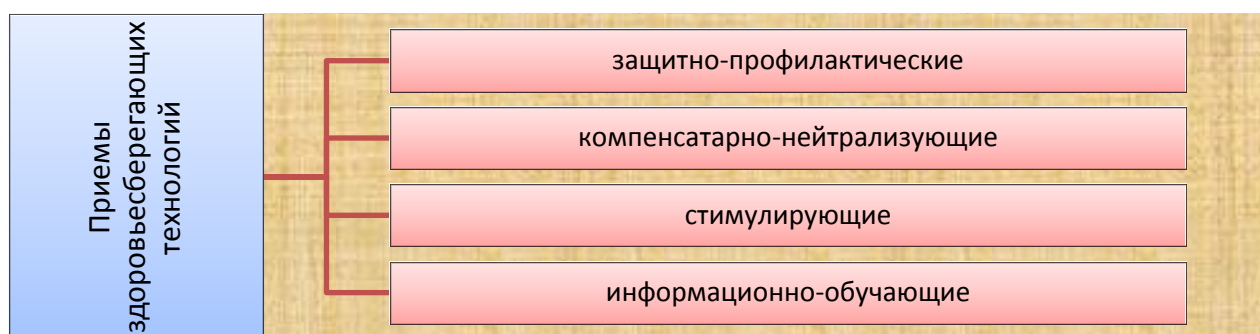 Приемы
здоровьесберегающих
технологий
защитно-профилактические
компенсатарно-нейтрализующие
стимулирующие
информационно-обучающие